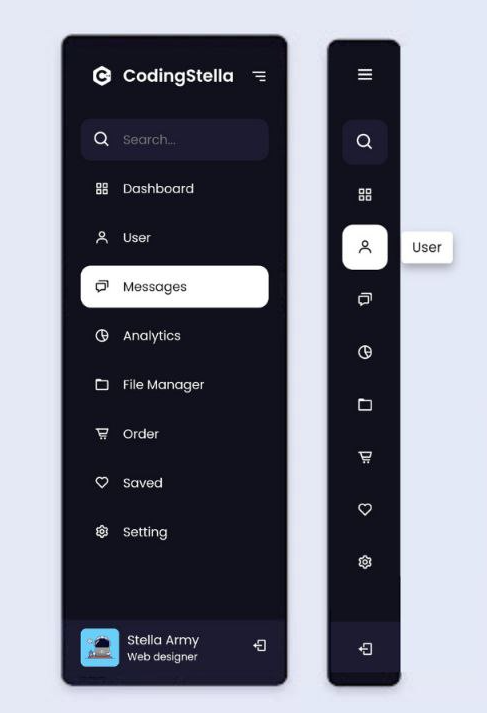 CodingStella
Search...
Dashboard
User
Messages
Analytics
File Manager
Order
Saved
Setting
Stella Army
Web designer
User